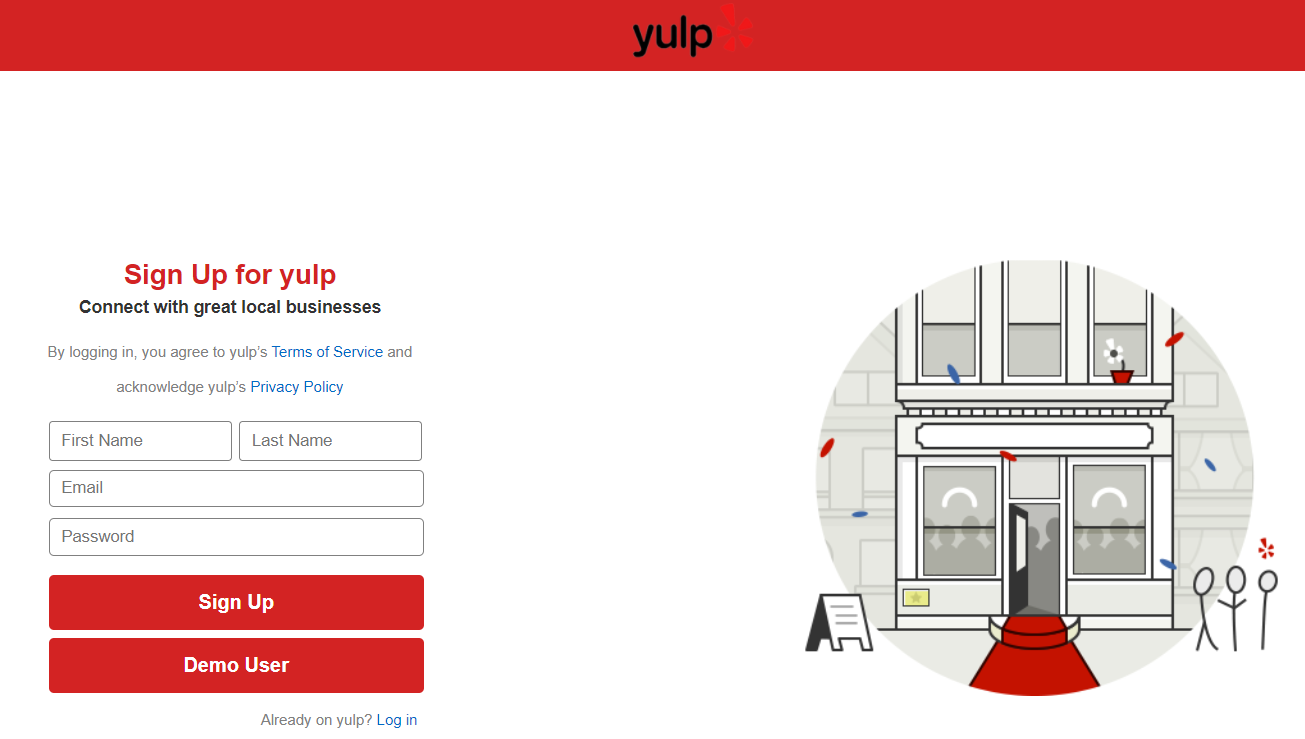 yulp
Sign Up for yulp
Connect with great local businesses
By logging in, you agree to yulp's Terms of Service and
acknowledge yulp's Privacy Policy
First Name Last Name
Email
Password
Sign Up
Demo User
Already on yulp? Log in